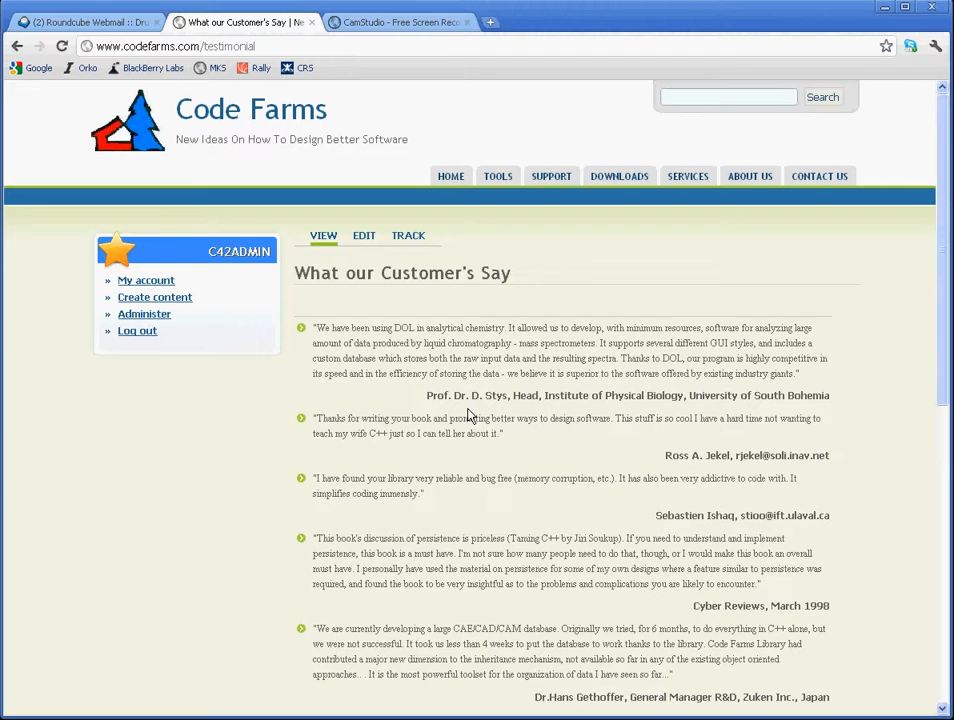 (2) Roundcube Webmail :: Dru
What our Customer's Say | Ne
CamStudio - Free Screen Reco
www.codefarms.com/testimonial
Google
Orko
BlackBerry Labs
MKS
Rally
CRS
Code Farms
New Ideas On How To Design Better Software
Search
HOME
TOOLS
SUPPORT
DOWNLOADS
SERVICES
ABOUT US
CONTACT US
C42ADMIN
» My account
» Create content
» Administer
» Log out
VIEW
EDIT
TRACK
What our Customer's Say
"We have been using DOL in analytical chemistry. It allowed us to develop, with minimum resources, software for analyzing large
amount of data produced by liquid chromatography - mass spectrometers. It supports several different GUI styles, and includes a
custom database which stores both the raw input data and the resulting spectra. Thanks to DOL, our program is highly competitive in
its speed and in the efficiency of storing the data - we believe it is superior to the software offered by existing industry giants."
Prof. Dr. D. Stys, Head, Institute of Physical Biology, University of South Bohemia
"Thanks for writing your book and promoting better ways to design software. This stuff is so cool I have a hard time not wanting to
teach my wife C++ just so I can tell her about it."
Ross A. Jekel, rjekel@soli.inav.net
"I have found your library very reliable and bug free (memory corruption, etc.). It has also been very addictive to code with. It
simplifies coding immensly."
Sebastien Ishaq, stioo@ift.ulaval.ca
"This book's discussion of persistence is priceless (Taming C++ by Jiri Soukup). If you need to understand and implement
persistence, this book is a must have. I'm not sure how many people need to do that, though, or I would make this book an overall
must have. I personally have used the material on persistence for some of my own designs where a feature similar to persistence was
required, and found the book to be very insightful as to the problems and complications you are likely to encounter."
Cyber Reviews, March 1998
"We are currently developing a large CAE/CAD/CAM database. Originally we tried, for 6 months, to do everything in C++ alone, but
we were not successful. It took us less than 4 weeks to put the database to work thanks to the library. Code Farms Library had
contributed a major new dimension to the inheritance mechanism, not available so far in any of the existing object oriented
approaches.. . It is the most powerful toolset for the organization of data I have seen so far..."
Dr.Hans Gethoffer, General Manager R&D, Zuken Inc., Japan